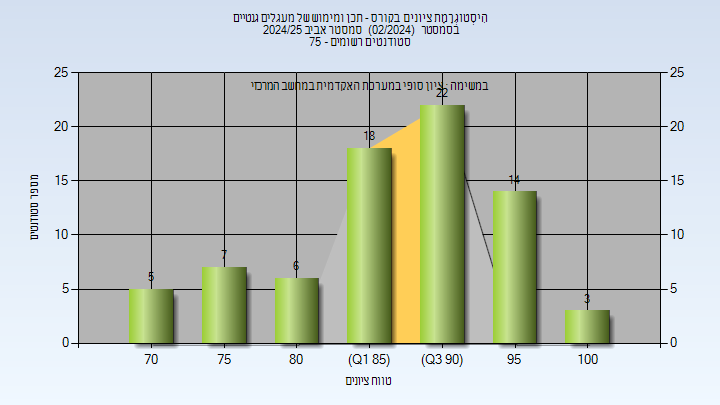 היסטוגרמת ציונים בקורס - תכן ומימוש של מעגלים גנטיים
בסמסטר (02/2024) סמסטר אביב 2024/25
סטודנטים רשומים - 75
במשימה - ציון סופי במערכת האקדמית במחשב המרכזי
25 25
20 20
15 15
10 10
5 5
0 0
5 7 6 18 22 14 3
70 75 80 (Q1 85) (Q3 90) 95 100
מספר סטודנטים
טווח ציונים